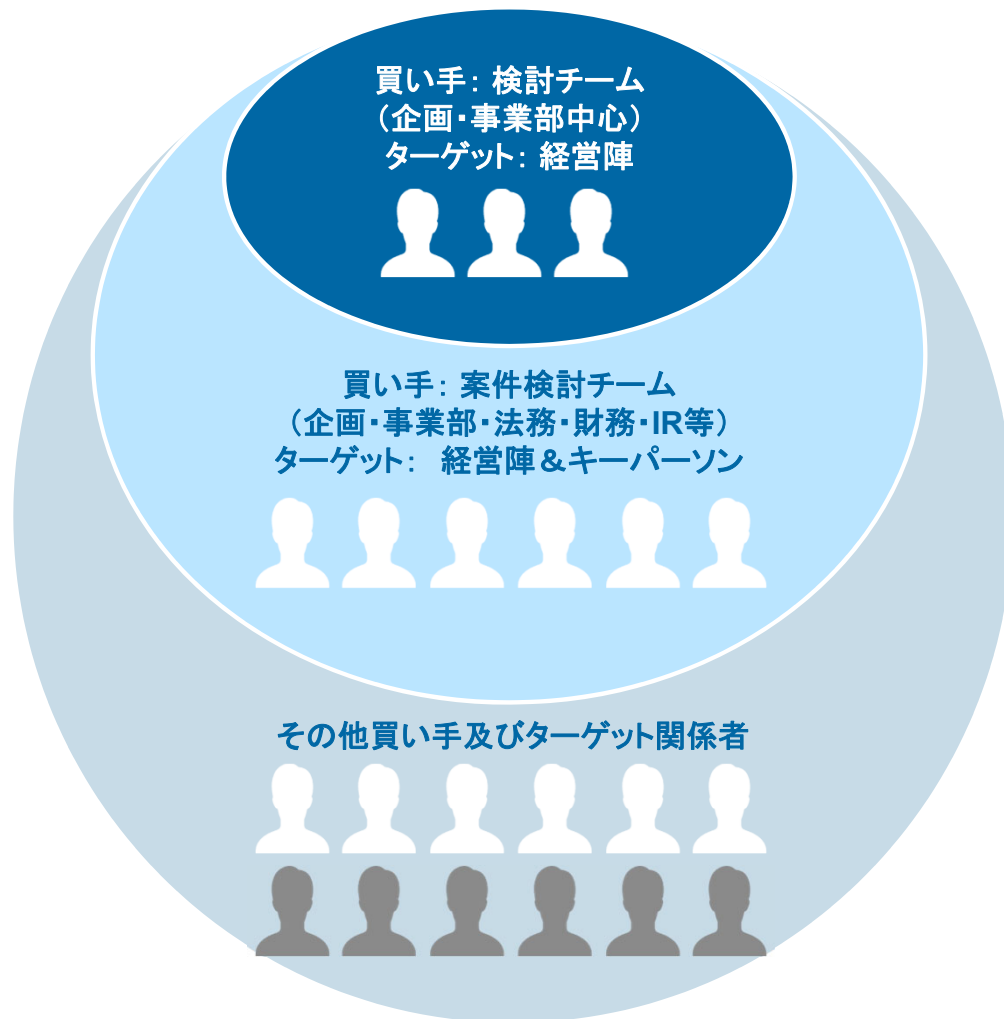 買い手： 検討チーム
（企画・事業部中心）
ターゲット： 経営陣
買い手： 案件検討チーム
（企画・事業部・法務・財務・IR等）
ターゲット：　経営陣＆キーパーソン
その他買い手及びターゲット関係者